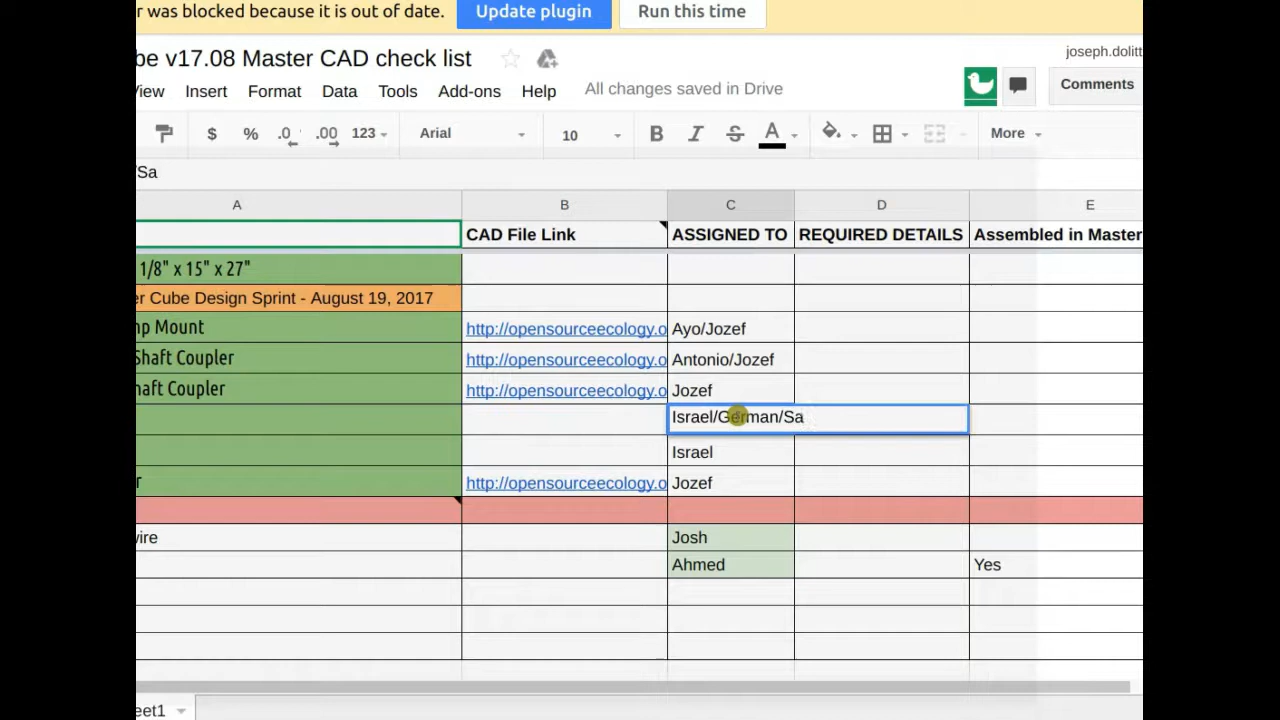 r was blocked because it is out of date. Update plugin Run this time
be v17.08 Master CAD check list
joseph.dolitt
View Insert Format Data Tools Add-ons Help All changes saved in Drive
Comments
$ % .0 .00 123 Arial 10 B I S A More
/Sa
A B C D E
CAD File Link ASSIGNED TO REQUIRED DETAILS Assembled in Master
1/8" x 15" x 27"
er Cube Design Sprint - August 19, 2017
mp Mount http://opensourceecology.o Ayo/Jozef
Shaft Coupler http://opensourceecology.o Antonio/Jozef
haft Coupler http://opensourceecology.o Jozef
Israel/German/Sa
Israel
r http://opensourceecology.o Jozef
wire Josh
Ahmed Yes
eet1